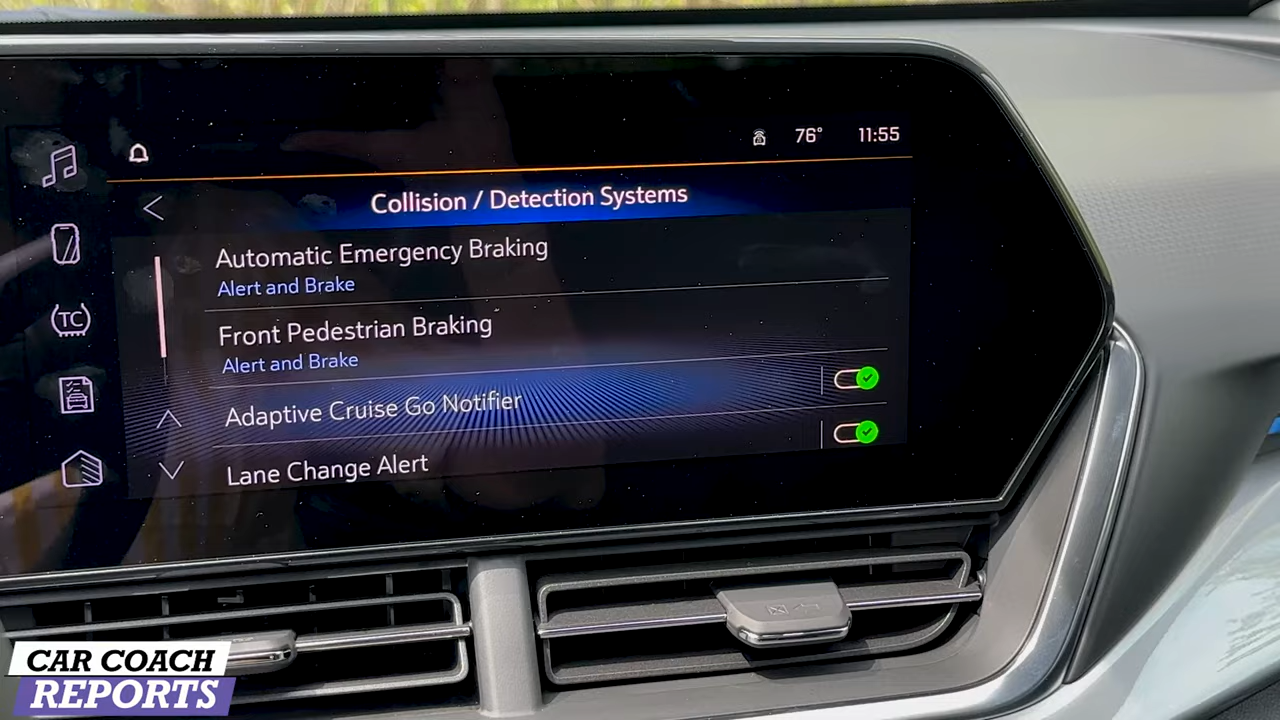 76° 11:55
Collision / Detection Systems
Automatic Emergency Braking
Alert and Brake
Front Pedestrian Braking
Alert and Brake
TC
Adaptive Cruise Go Notifier
Lane Change Alert
CAR COACH
REPORTS